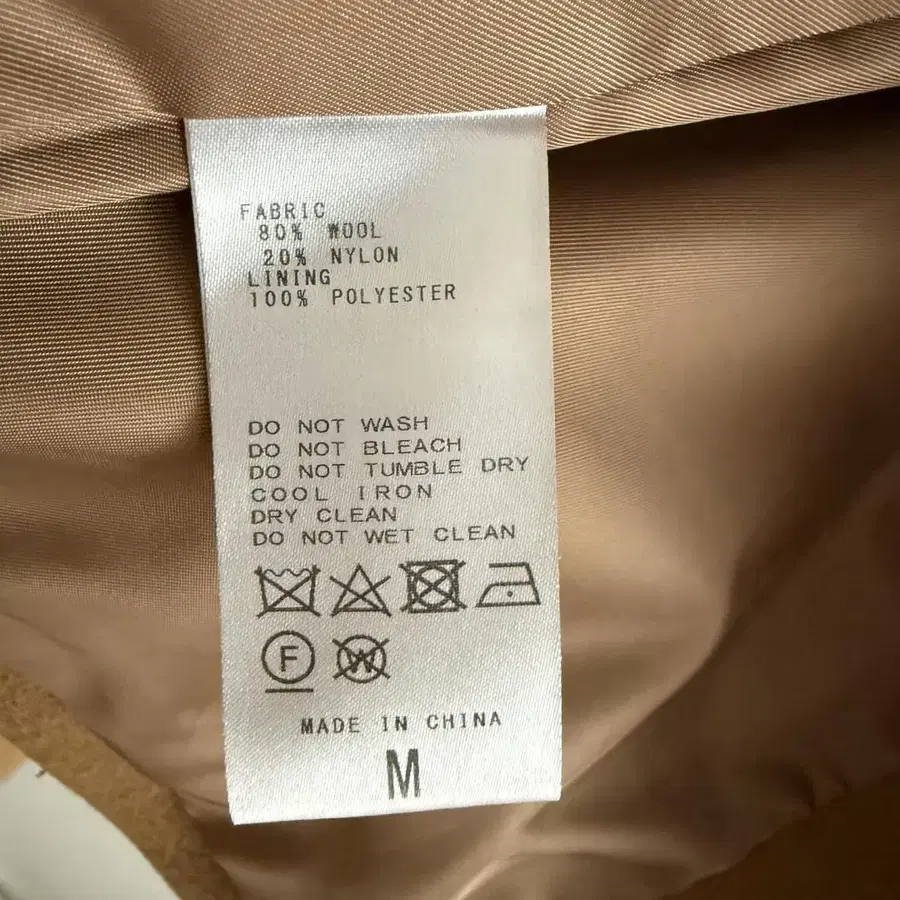 FABRIC
80% WOOL
20% NYLON
LINING
100% POLYESTER
DO NOT WASH
DO NOT BLEACH
DO NOT TUMBLE DRY
COOL IRON
DRY CLEAN
DO NOT WET CLEAN
F W
MADE IN CHINA
M